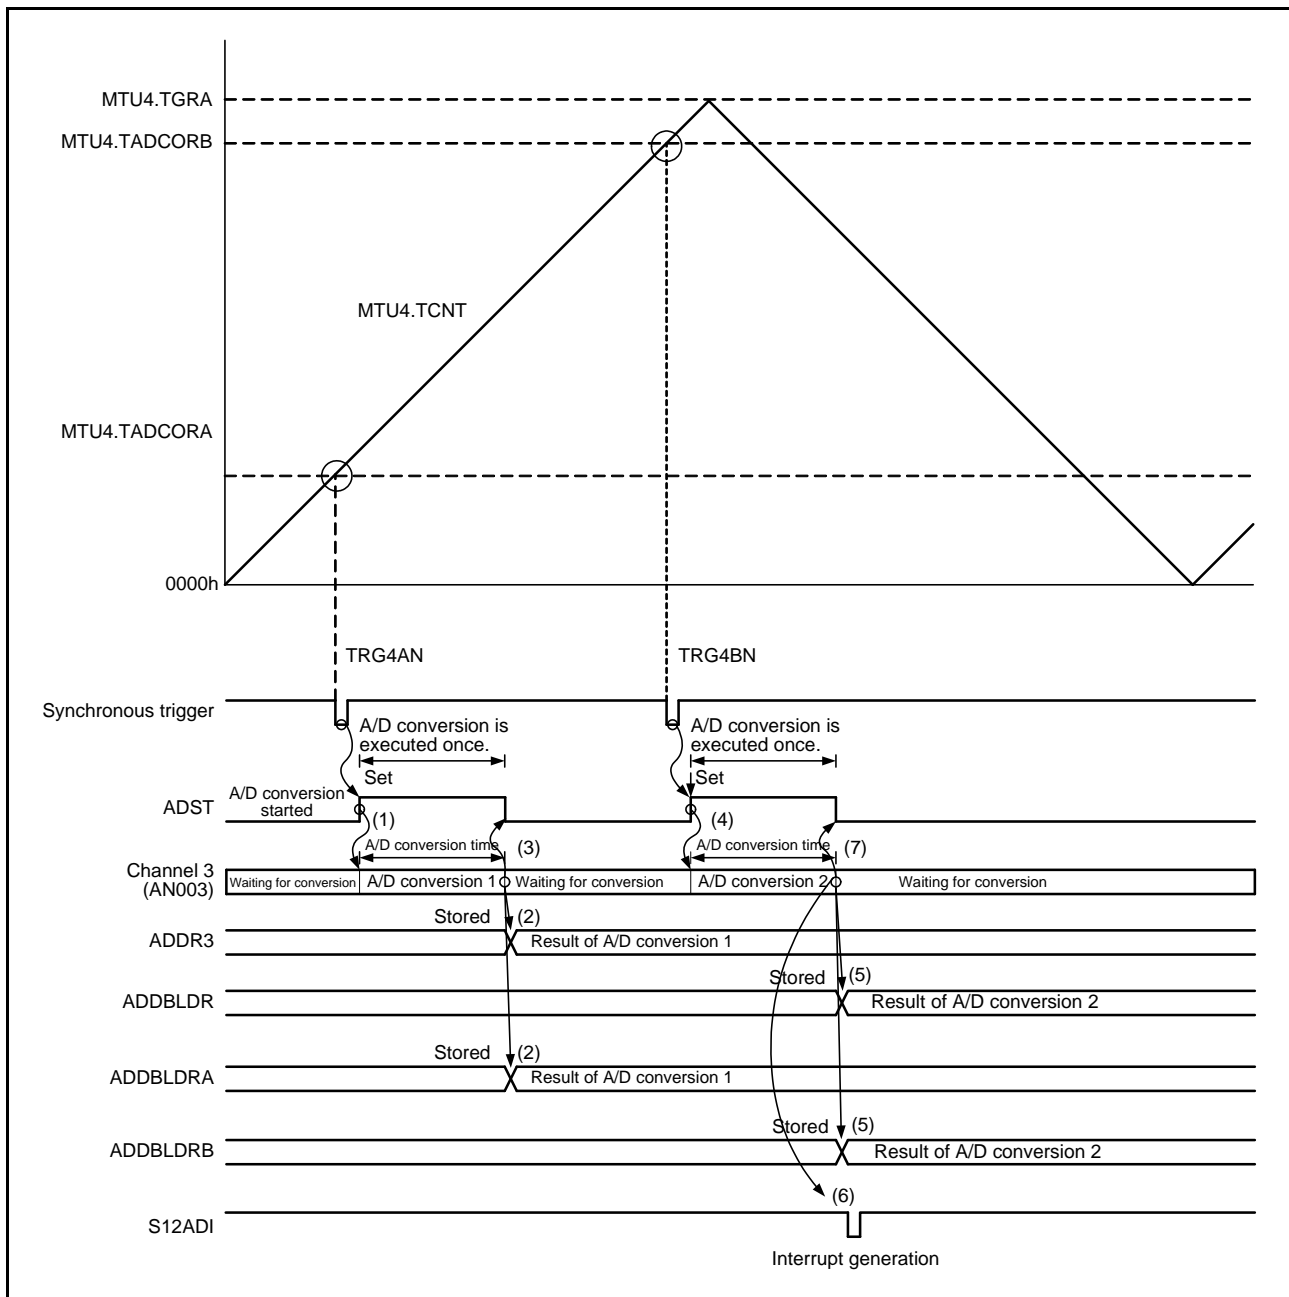 MTU4.TGRA
MTU4.TADCORB
MTU4.TCNT
MTU4.TADCORA
0000h
TRG4AN
TRG4BN
Synchronous trigger
A/D conversion is
executed once.
A/D conversion is
executed once.
Set
Set
ADST
A/D conversion
started
(1)
(4)
A/D conversion time
(3)
A/D conversion time
(7)
Channel 3
(AN003)
Waiting for conversion
A/D conversion 1
Waiting for conversion
A/D conversion 2
Waiting for conversion
Stored
(2)
ADDR3
Result of A/D conversion 1
Stored
(5)
ADDBLDR
Result of A/D conversion 2
Stored
(2)
ADDBLDRA
Result of A/D conversion 1
Stored
(5)
ADDBLDRB
Result of A/D conversion 2
(6)
S12ADI
Interrupt generation